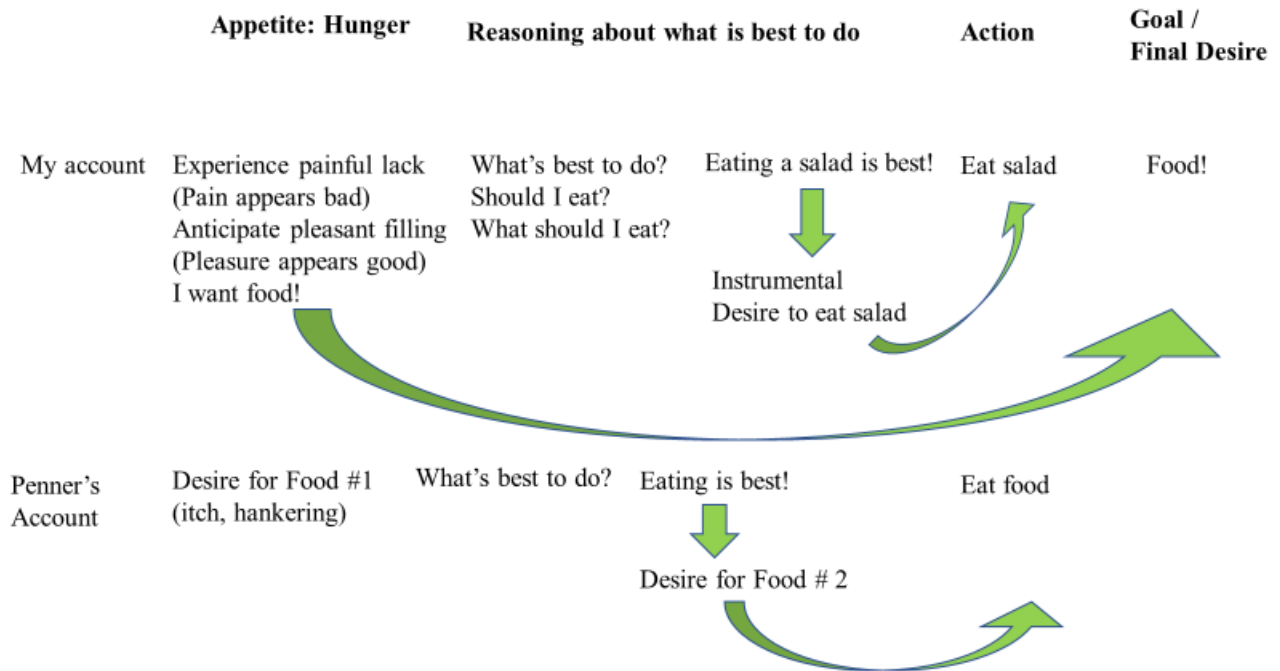 Appetite: Hunger
Reasoning about what is best to do
Action
Goal /
Final Desire
My account
Experience painful lack
(Pain appears bad)
Anticipate pleasant filling
(Pleasure appears good)
I want food!
What's best to do?
Should I eat?
What should I eat?
Eating a salad is best!
Instrumental
Desire to eat salad
Eat salad
Food!
Penner's
Account
Desire for Food #1
(itch, hankering)
What's best to do?
Eating is best!
Desire for Food # 2
Eat food